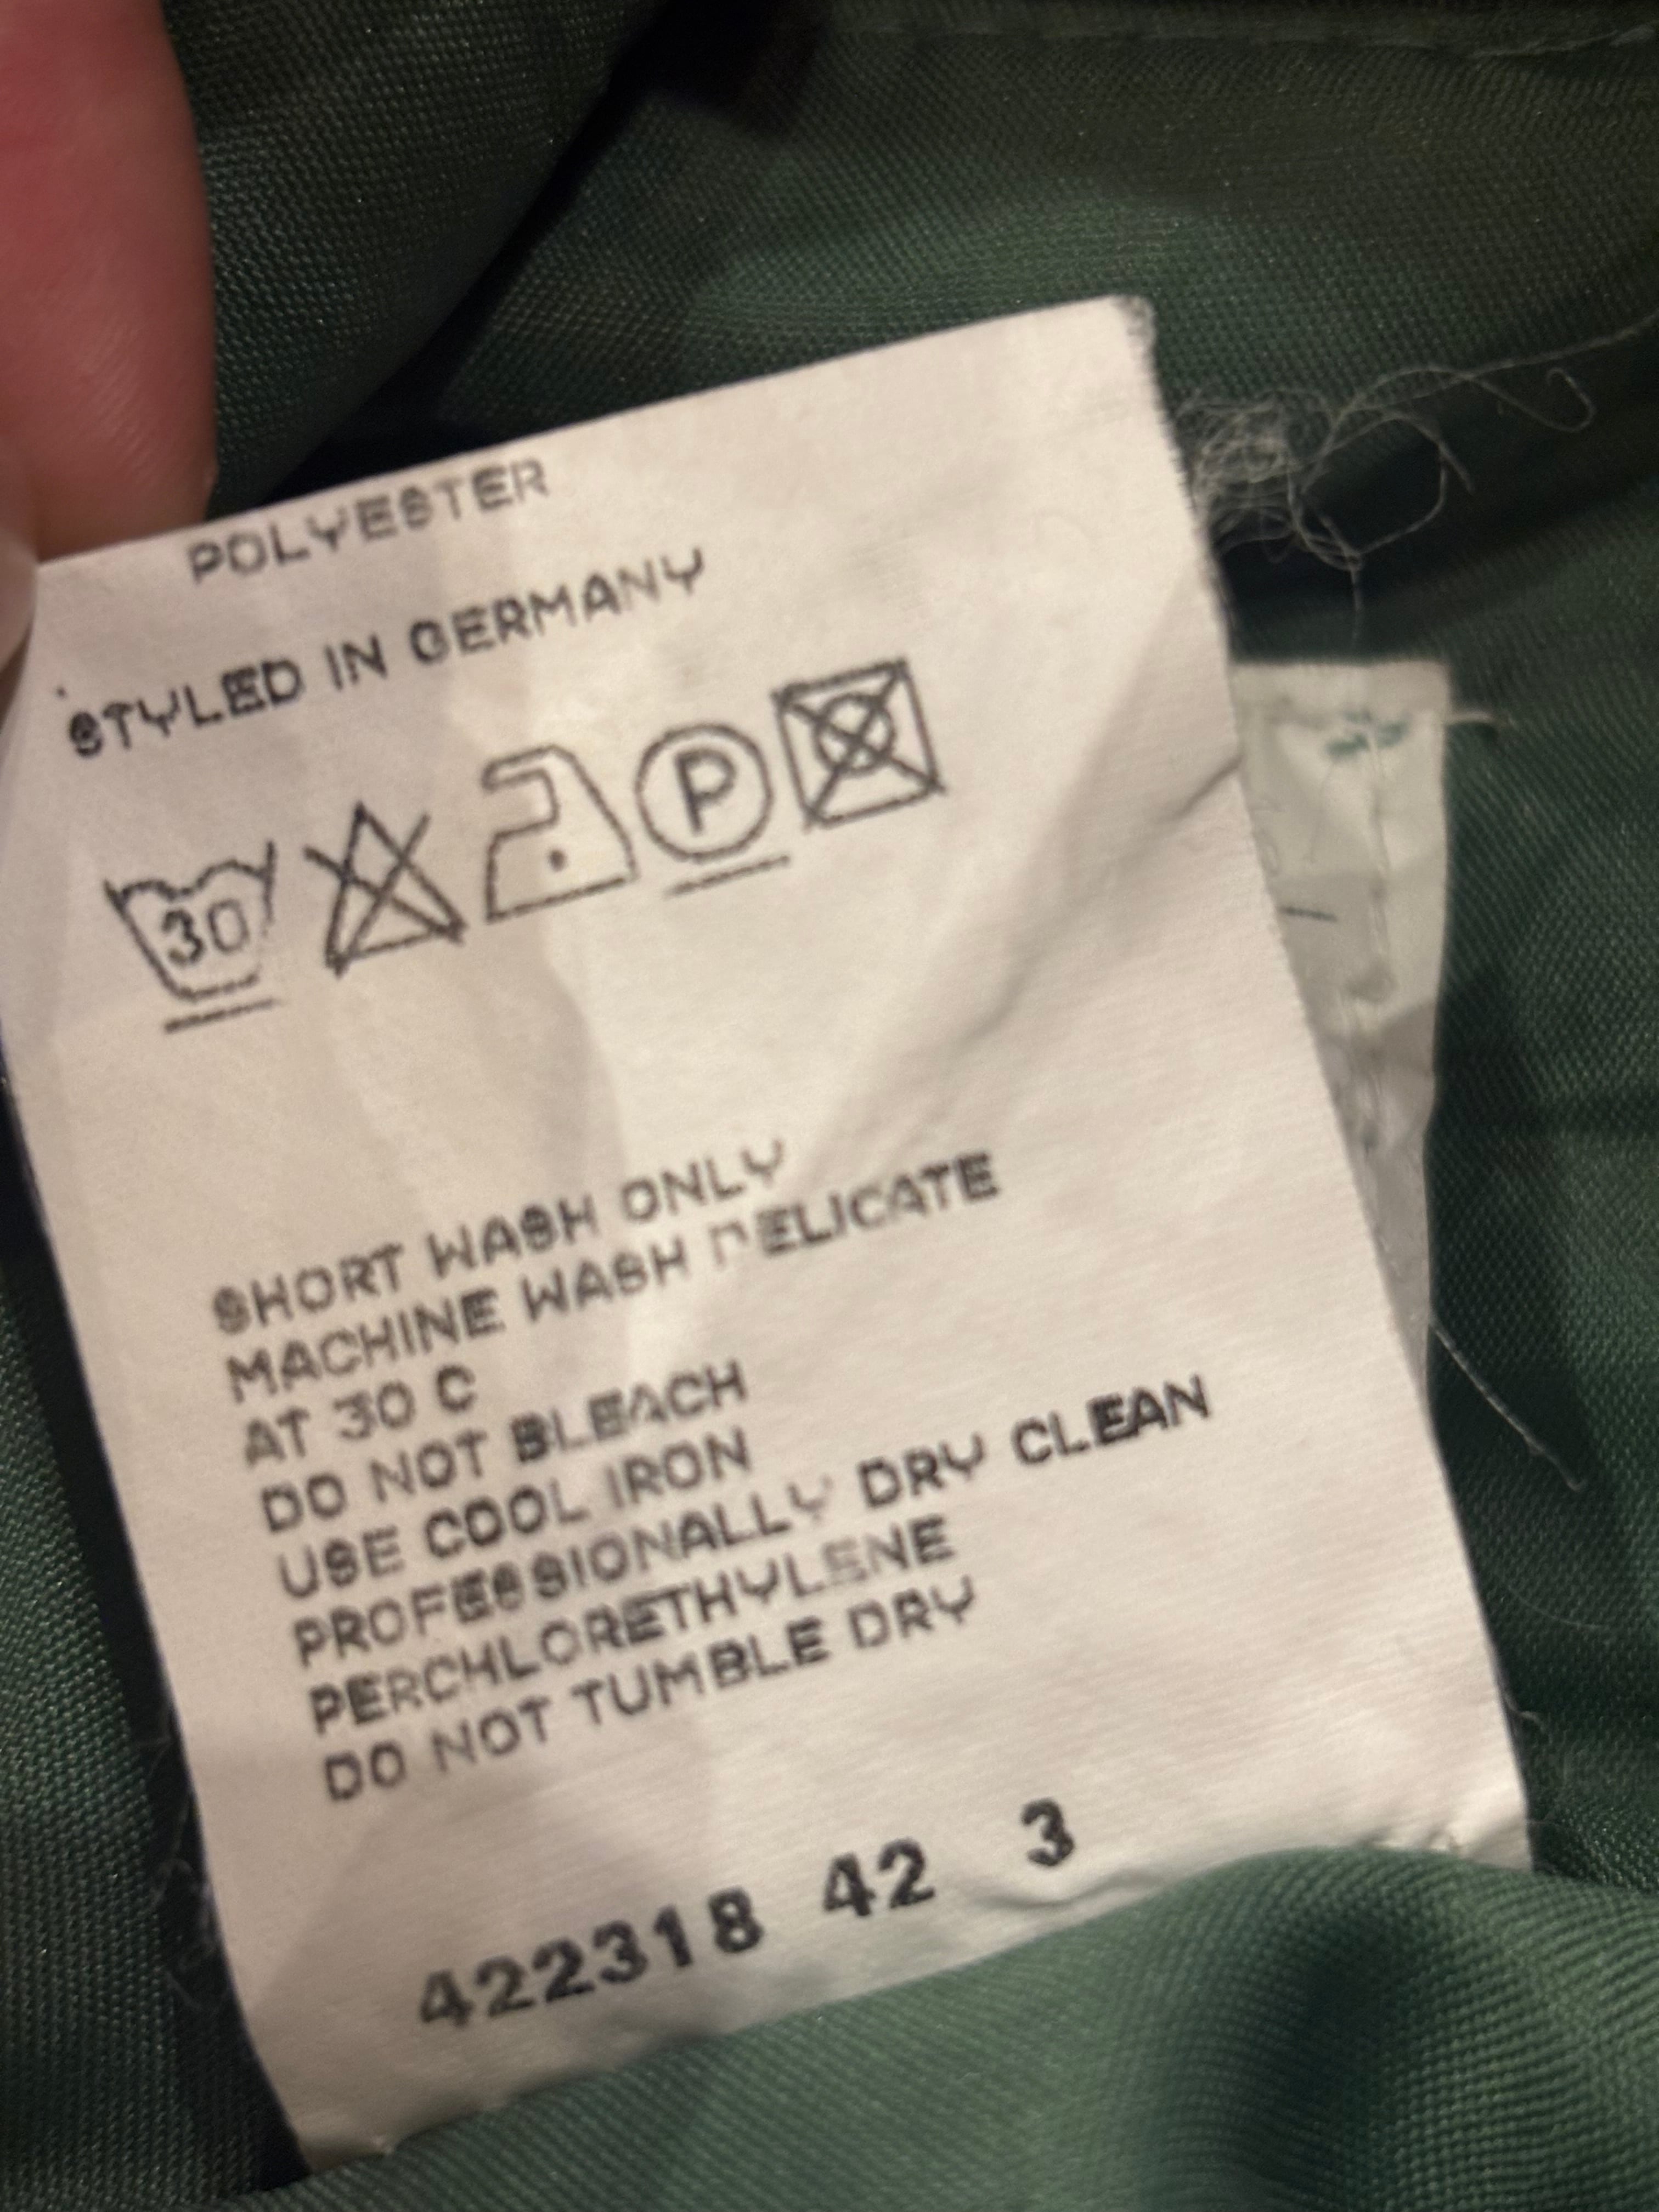 POLYESTER
STYLED IN GERMANY
30 P
SHORT WASH ONLY
MACHINE WASH DELICATE
AT 30 C
DO NOT BLEACH
USE COOL IRON
PROFESSIONALLY DRY CLEAN
PERCHLORETHYLENE
DO NOT TUMBLE DRY
422318 42 3